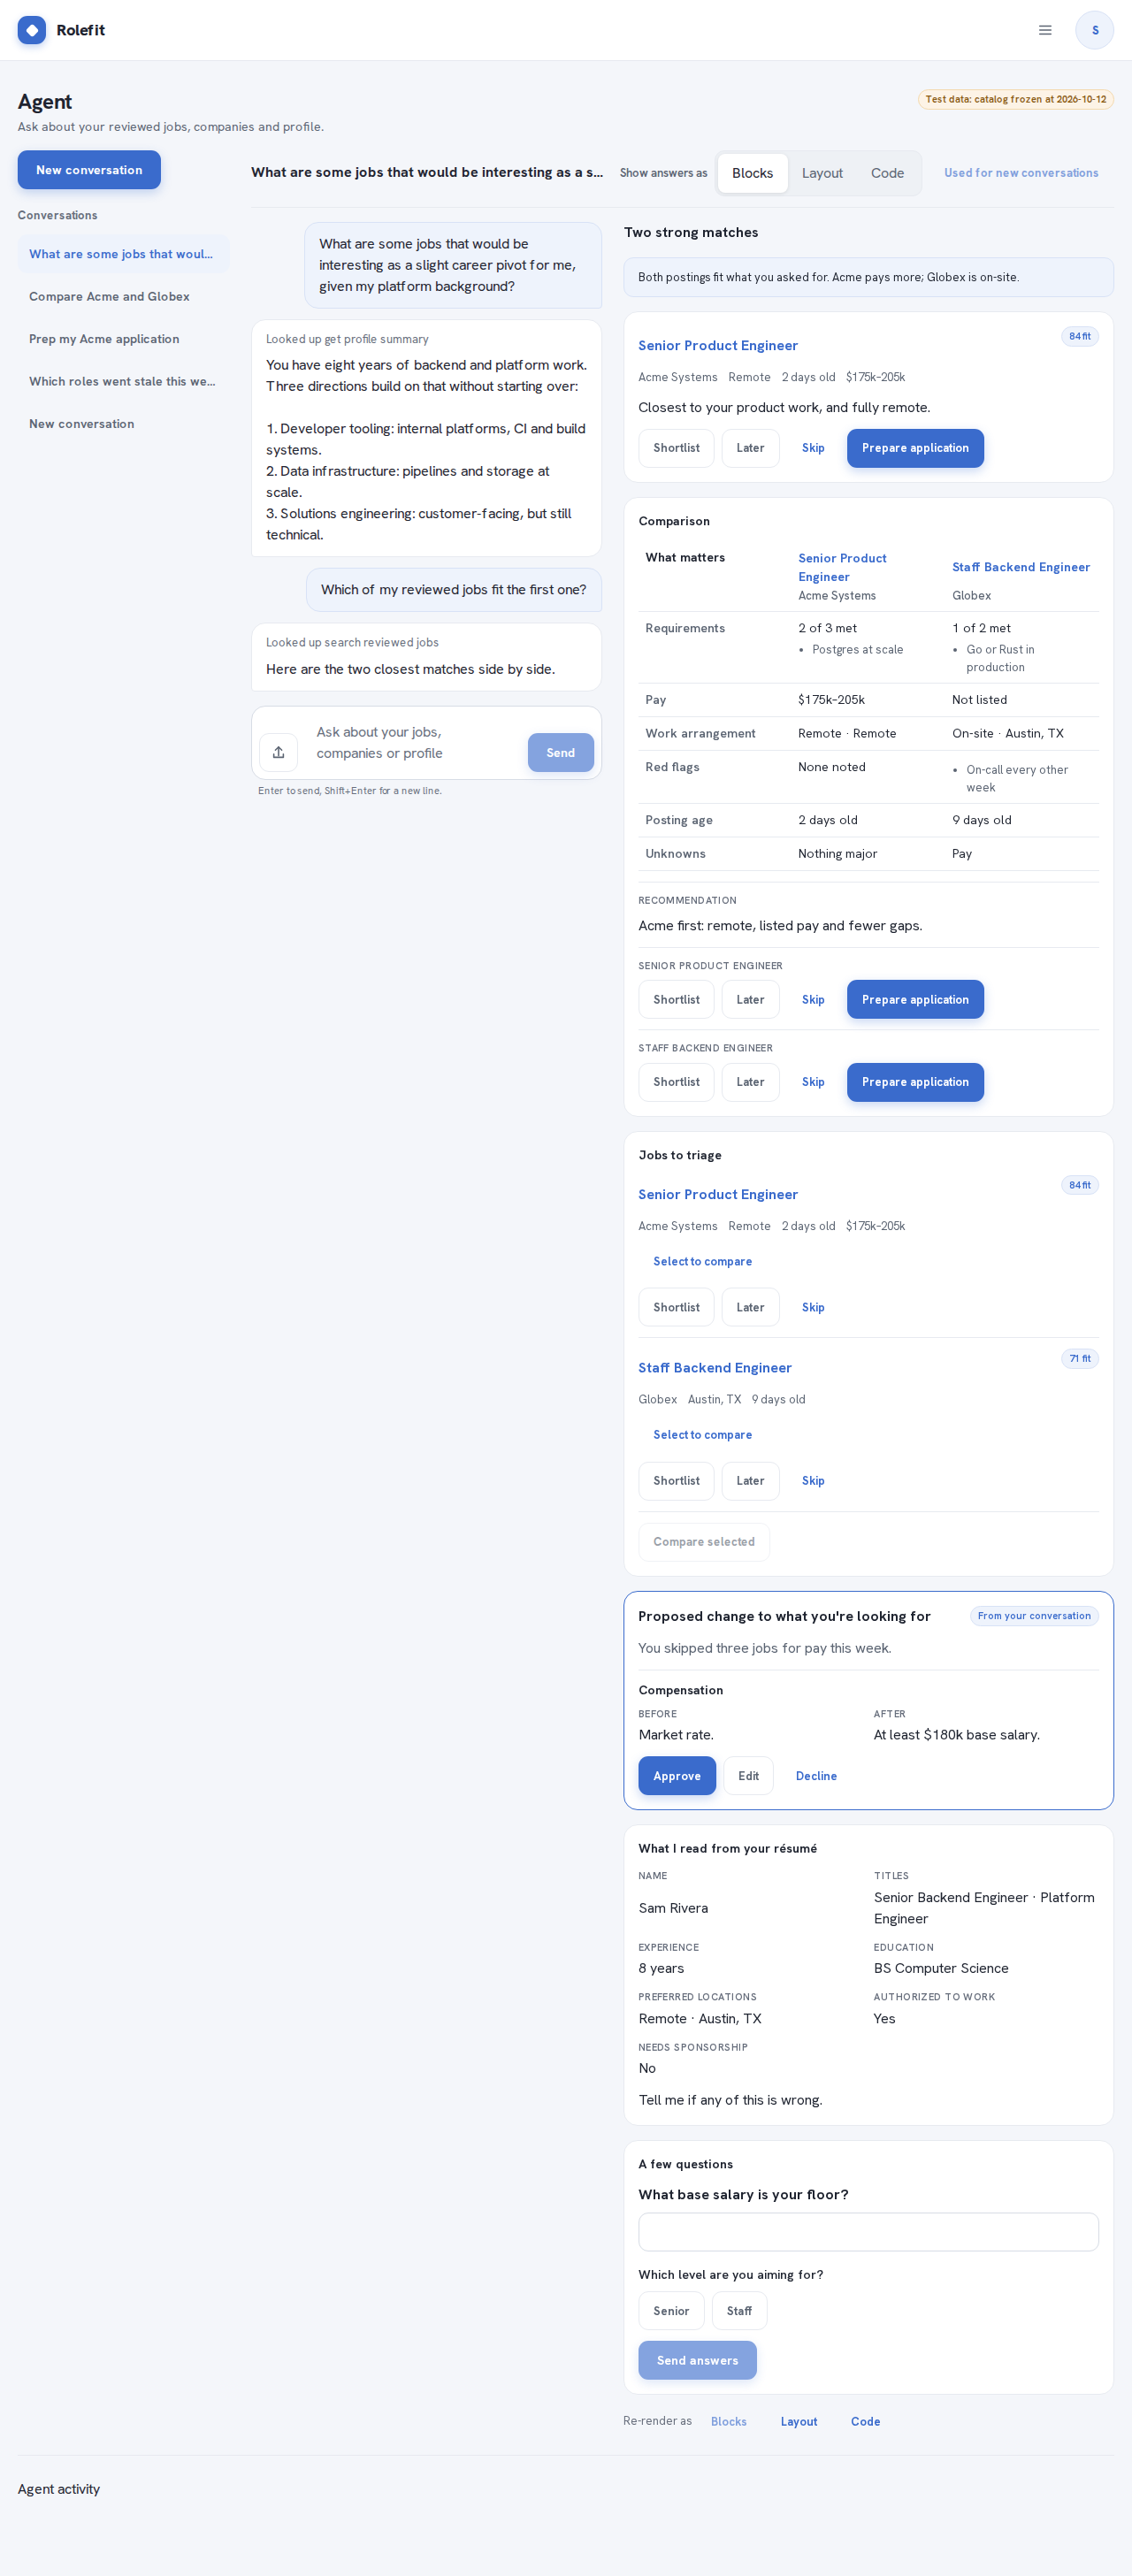 Rolefit
S
Agent
Test data: catalog frozen at 2026-10-12
Ask about your reviewed jobs, companies and profile.
New conversation
Conversations
What are some jobs that woul...
Compare Acme and Globex
Prep my Acme application
Which roles went stale this we...
New conversation
What are some jobs that would be interesting as a s...
Show answers as
Blocks
Layout
Code
Used for new conversations
What are some jobs that would be
interesting as a slight career pivot for me,
given my platform background?
Looked up get profile summary
You have eight years of backend and platform work.
Three directions build on that without starting over:
1. Developer tooling: internal platforms, CI and build
systems.
2. Data infrastructure: pipelines and storage at
scale.
3. Solutions engineering: customer-facing, but still
technical.
Which of my reviewed jobs fit the first one?
Looked up search reviewed jobs
Here are the two closest matches side by side.
Ask about your jobs,
companies or profile
Send
Enter to send, Shift+Enter for a new line.
Two strong matches
Both postings fit what you asked for. Acme pays more; Globex is on-site.
Senior Product Engineer
84 fit
Acme Systems Remote 2 days old $175k–205k
Closest to your product work, and fully remote.
Shortlist
Later
Skip
Prepare application
Comparison
What matters
Senior Product
Engineer
Acme Systems
Staff Backend Engineer
Globex
Requirements
2 of 3 met
• Postgres at scale
1 of 2 met
• Go or Rust in
production
Pay
$175k–205k
Not listed
Work arrangement
Remote · Remote
On-site · Austin, TX
Red flags
None noted
• On-call every other
week
Posting age
2 days old
9 days old
Unknowns
Nothing major
Pay
RECOMMENDATION
Acme first: remote, listed pay and fewer gaps.
SENIOR PRODUCT ENGINEER
Shortlist
Later
Skip
Prepare application
STAFF BACKEND ENGINEER
Shortlist
Later
Skip
Prepare application
Jobs to triage
Senior Product Engineer
84 fit
Acme Systems Remote 2 days old $175k–205k
Select to compare
Shortlist
Later
Skip
Staff Backend Engineer
71 fit
Globex Austin, TX 9 days old
Select to compare
Shortlist
Later
Skip
Compare selected
Proposed change to what you're looking for
From your conversation
You skipped three jobs for pay this week.
Compensation
BEFORE
Market rate.
AFTER
At least $180k base salary.
Approve
Edit
Decline
What I read from your résumé
NAME
Sam Rivera
TITLES
Senior Backend Engineer · Platform
Engineer
EXPERIENCE
8 years
EDUCATION
BS Computer Science
PREFERRED LOCATIONS
Remote · Austin, TX
AUTHORIZED TO WORK
Yes
NEEDS SPONSORSHIP
No
Tell me if any of this is wrong.
A few questions
What base salary is your floor?
Which level are you aiming for?
Senior
Staff
Send answers
Re-render as
Blocks
Layout
Code
Agent activity